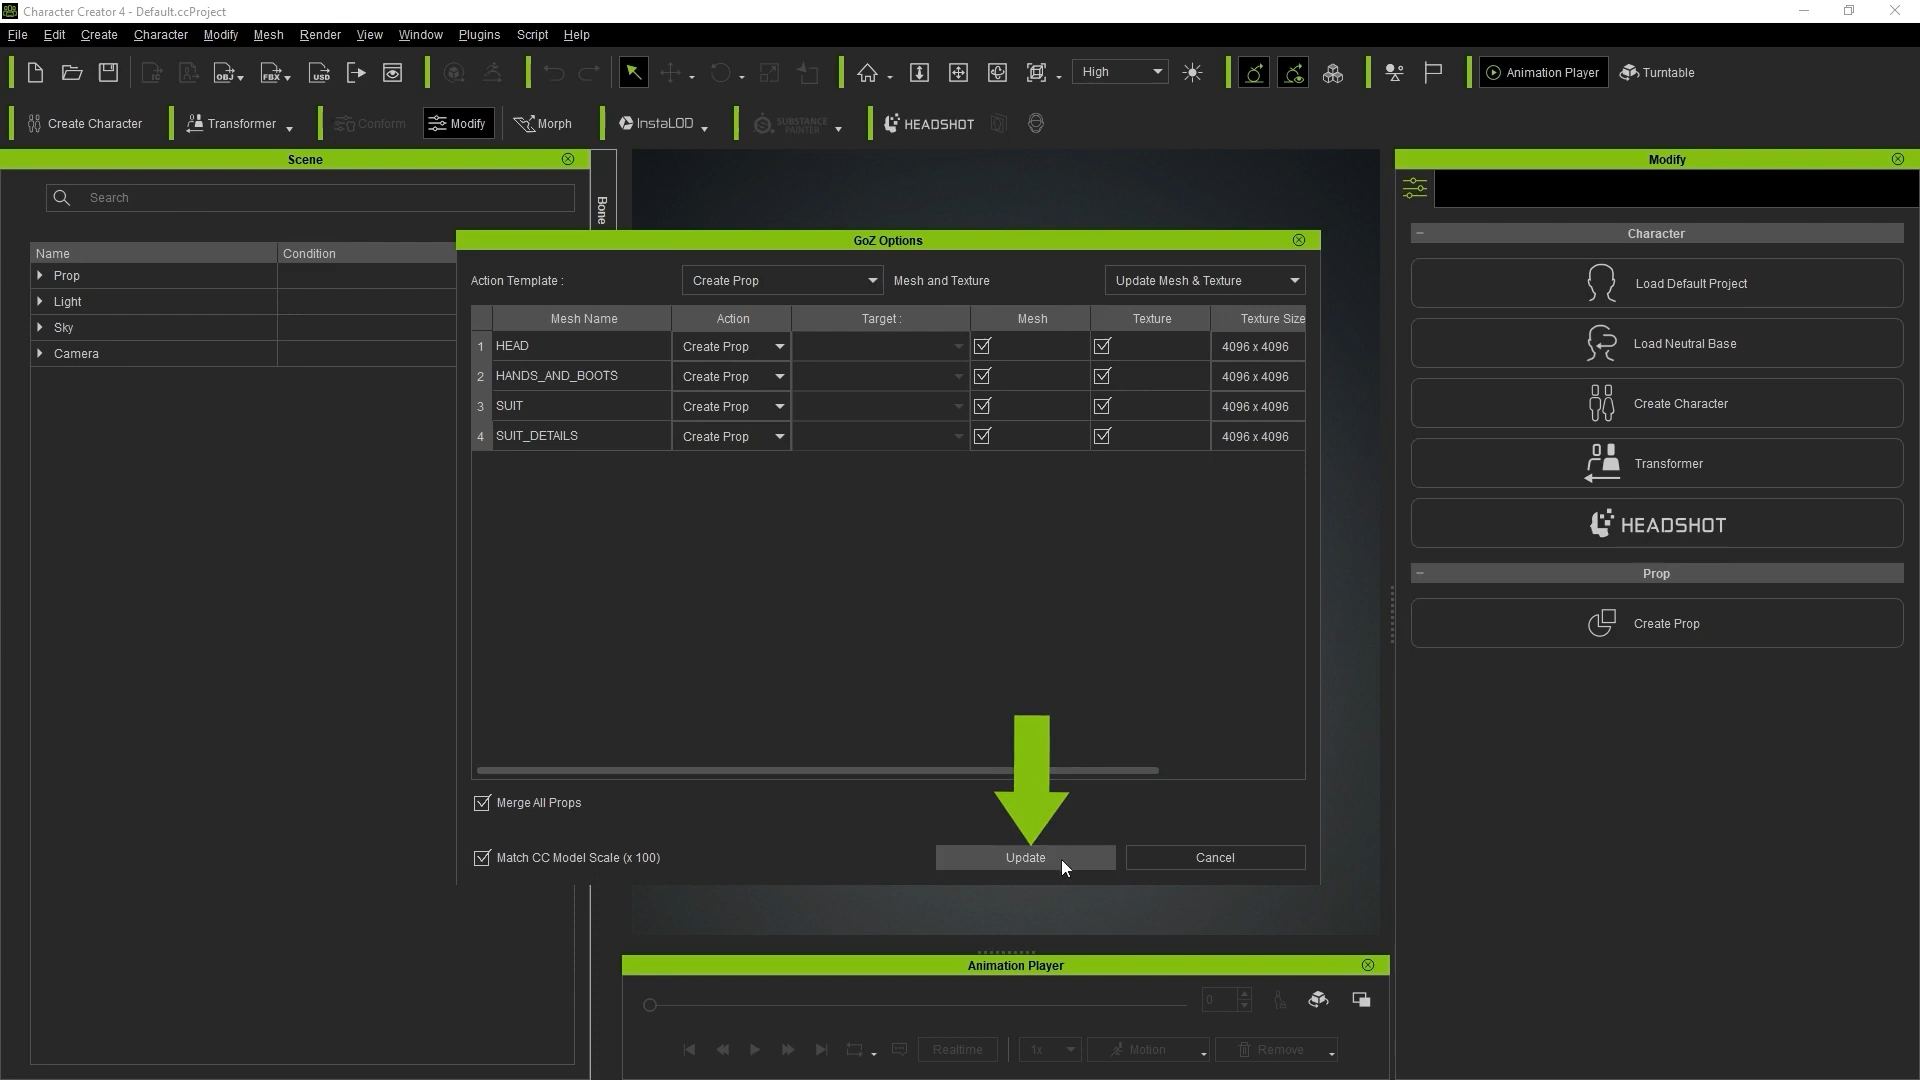 Character Creator 4 - Default.ccProject
File Edit Create Character Modify Mesh Render View Window Plugins Script Help
OBJ FBX USD High Animation Player Turntable
Create Character Transformer Conform Modify Morph InstaLOD SUBSTANCE PAINTER HEADSHOT
Scene
Search
Bone
Name Condition
Prop
Light
Sky
Camera
GoZ Options
Action Template : Create Prop Mesh and Texture Update Mesh & Texture
Mesh Name Action Target : Mesh Texture Texture Size
1 HEAD Create Prop 4096 x 4096
2 HANDS_AND_BOOTS Create Prop 4096 x 4096
3 SUIT Create Prop 4096 x 4096
4 SUIT_DETAILS Create Prop 4096 x 4096
Merge All Props
Match CC Model Scale (x 100)
Update Cancel
Modify
Character
Load Default Project
Load Neutral Base
Create Character
Transformer
HEADSHOT
Prop
Create Prop
Animation Player
0
Realtime 1x Motion Remove